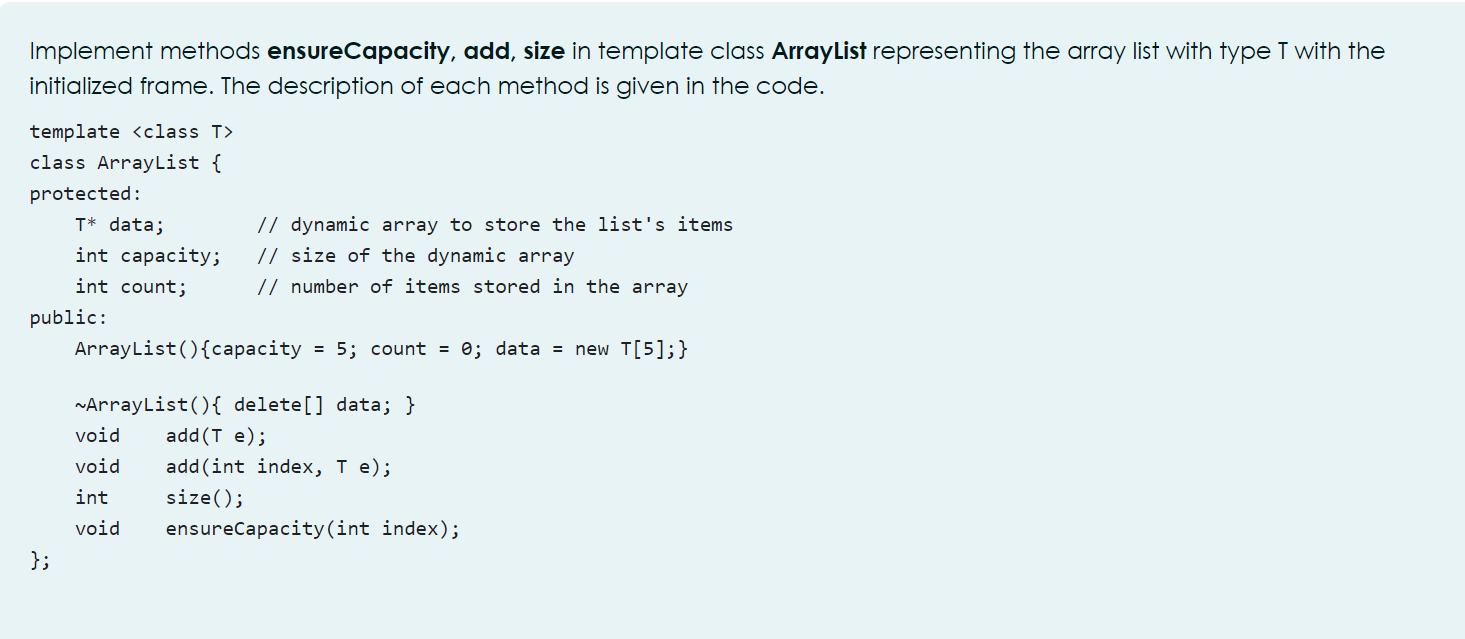 Implement methods ensureCapacity, add, size in template class ArrayList representing the array list with type T with the
initialized frame. The description of each method is given in the code.
template <class T>
class ArrayList {
protected:
    T* data;        // dynamic array to store the list's items
    int capacity;   // size of the dynamic array
    int count;      // number of items stored in the array
public:
    ArrayList(){capacity = 5; count = 0; data = new T[5];}
    ~ArrayList(){ delete[] data; }
    void    add(T e);
    void    add(int index, T e);
    int     size();
    void    ensureCapacity(int index);
};